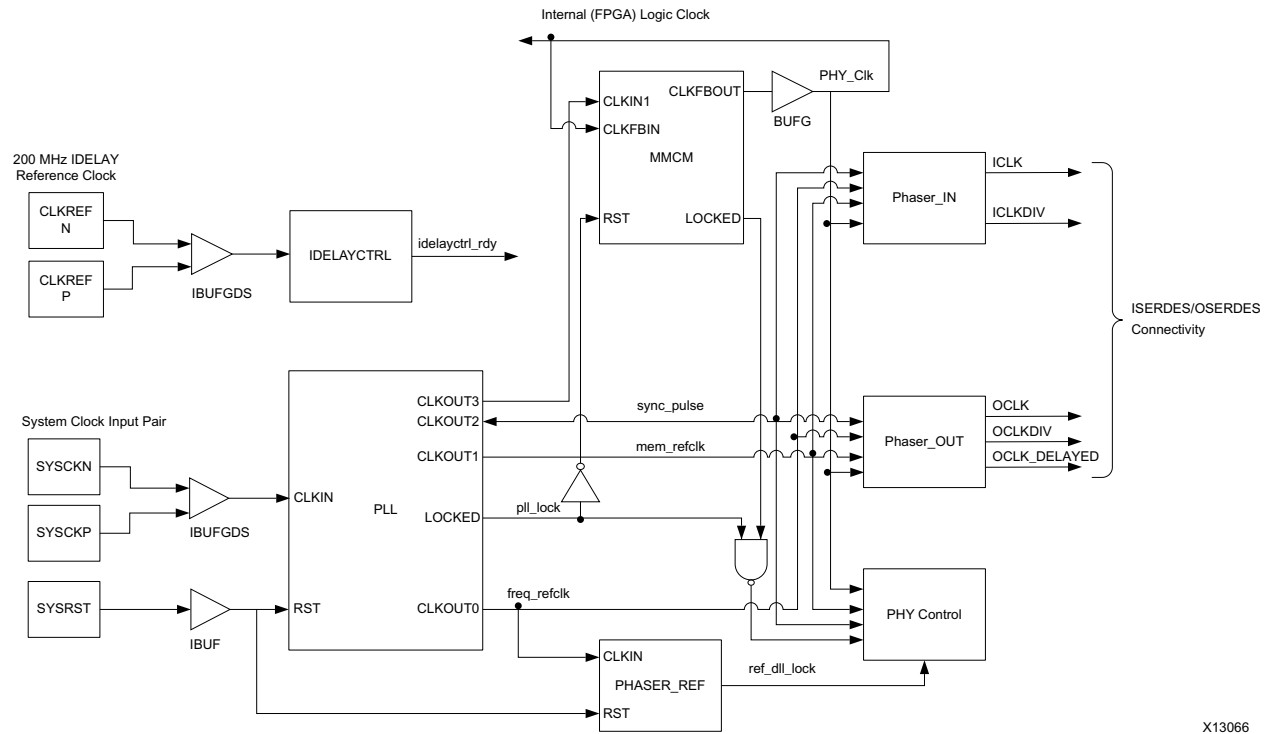 Internal (FPGA) Logic Clock
CLKIN1
CLKFBOUT
PHY_Clk
CLKFBIN
BUFG
MMCM
RST
LOCKED
200 MHz IDELAY
Reference Clock
CLKREF
N
CLKREF
P
IBUFGDS
IDELAYCTRL
idelayctrl_rdy
Phaser_IN
ICLK
ICLKDIV
ISERDES/OSERDES
Connectivity
System Clock Input Pair
SYSCKN
SYSCKP
IBUFGDS
SYSRST
IBUF
CLKIN
PLL
RST
CLKOUT3
CLKOUT2
CLKOUT1
LOCKED
CLKOUT0
sync_pulse
mem_refclk
pll_lock
freq_refclk
Phaser_OUT
OCLK
OCLKDIV
OCLK_DELAYED
PHY Control
CLKIN
PHASER_REF
RST
ref_dll_lock
X13066